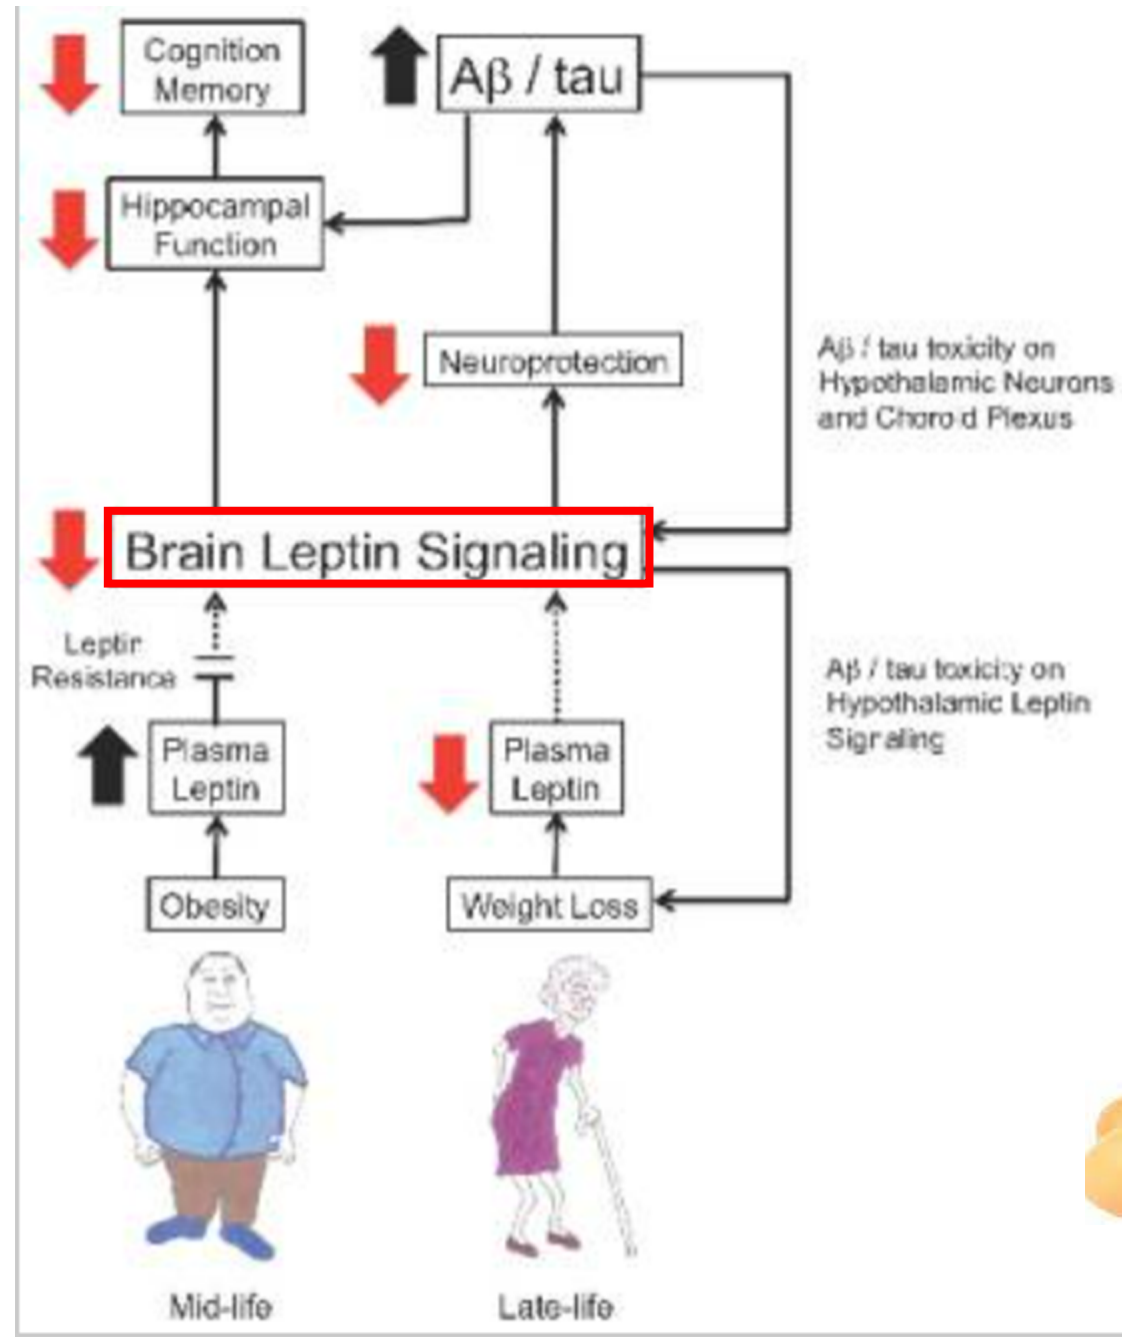 Cognition
Memory
Aβ / tau
Hippocampal
Function
Neuroprotection
Aβ / tau toxicity on
Hypothalamic Neurons
and Choroid Plexus
Brain Leptin Signaling
Leptin
Resistance
Aβ / tau toxicity on
Hypothalamic Leptin
Signaling
Plasma
Leptin
Plasma
Leptin
Obesity
Weight Loss
Mid-life
Late-life